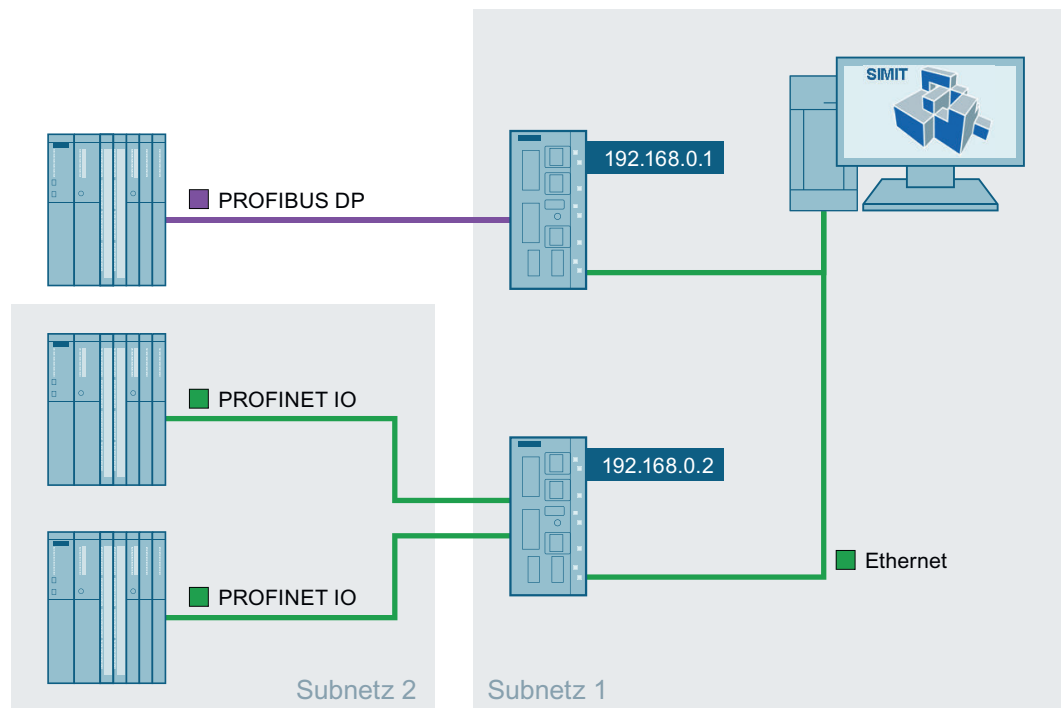 SIMIT
192.168.0.1
PROFIBUS DP
PROFINET IO
192.168.0.2
Ethernet
PROFINET IO
Subnetz 2
Subnetz 1